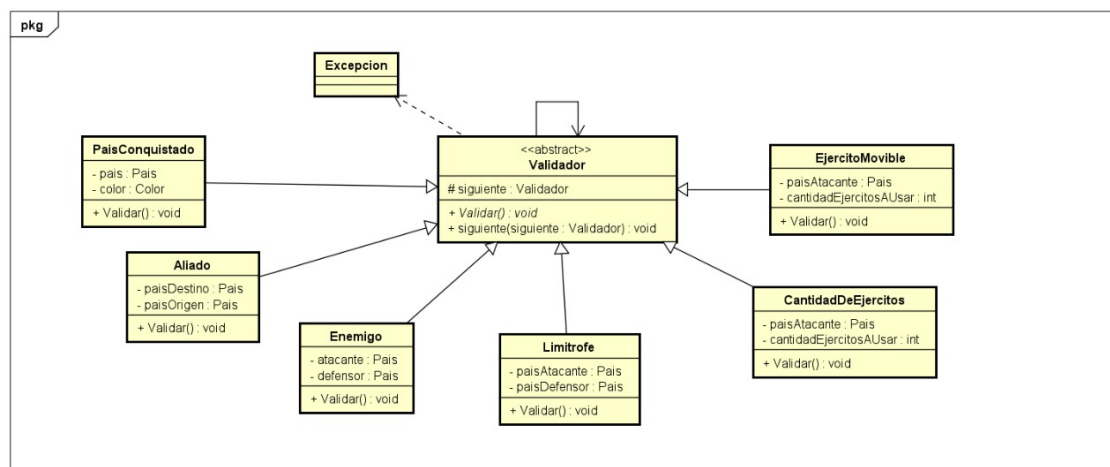 pkg
Excepcion
<<abstract>>
Validador
# siguiente : Validador
+ Validar() : void
+ siguiente(siguiente : Validador) : void
PaisConquistado
- pais : Pais
- color : Color
+ Validar() : void
EjercitoMovible
- paisAtacante : Pais
- cantidadEjercitosAUsar : int
+ Validar() : void
Aliado
- paisDestino : Pais
- paisOrigen : Pais
+ Validar() : void
Enemigo
- atacante : Pais
- defensor : Pais
+ Validar() : void
Limitrofe
- paisAtacante : Pais
- paisDefensor : Pais
+ Validar() : void
CantidadDeEjercitos
- paisAtacante : Pais
- cantidadEjercitosAUsar : int
+ Validar() : void